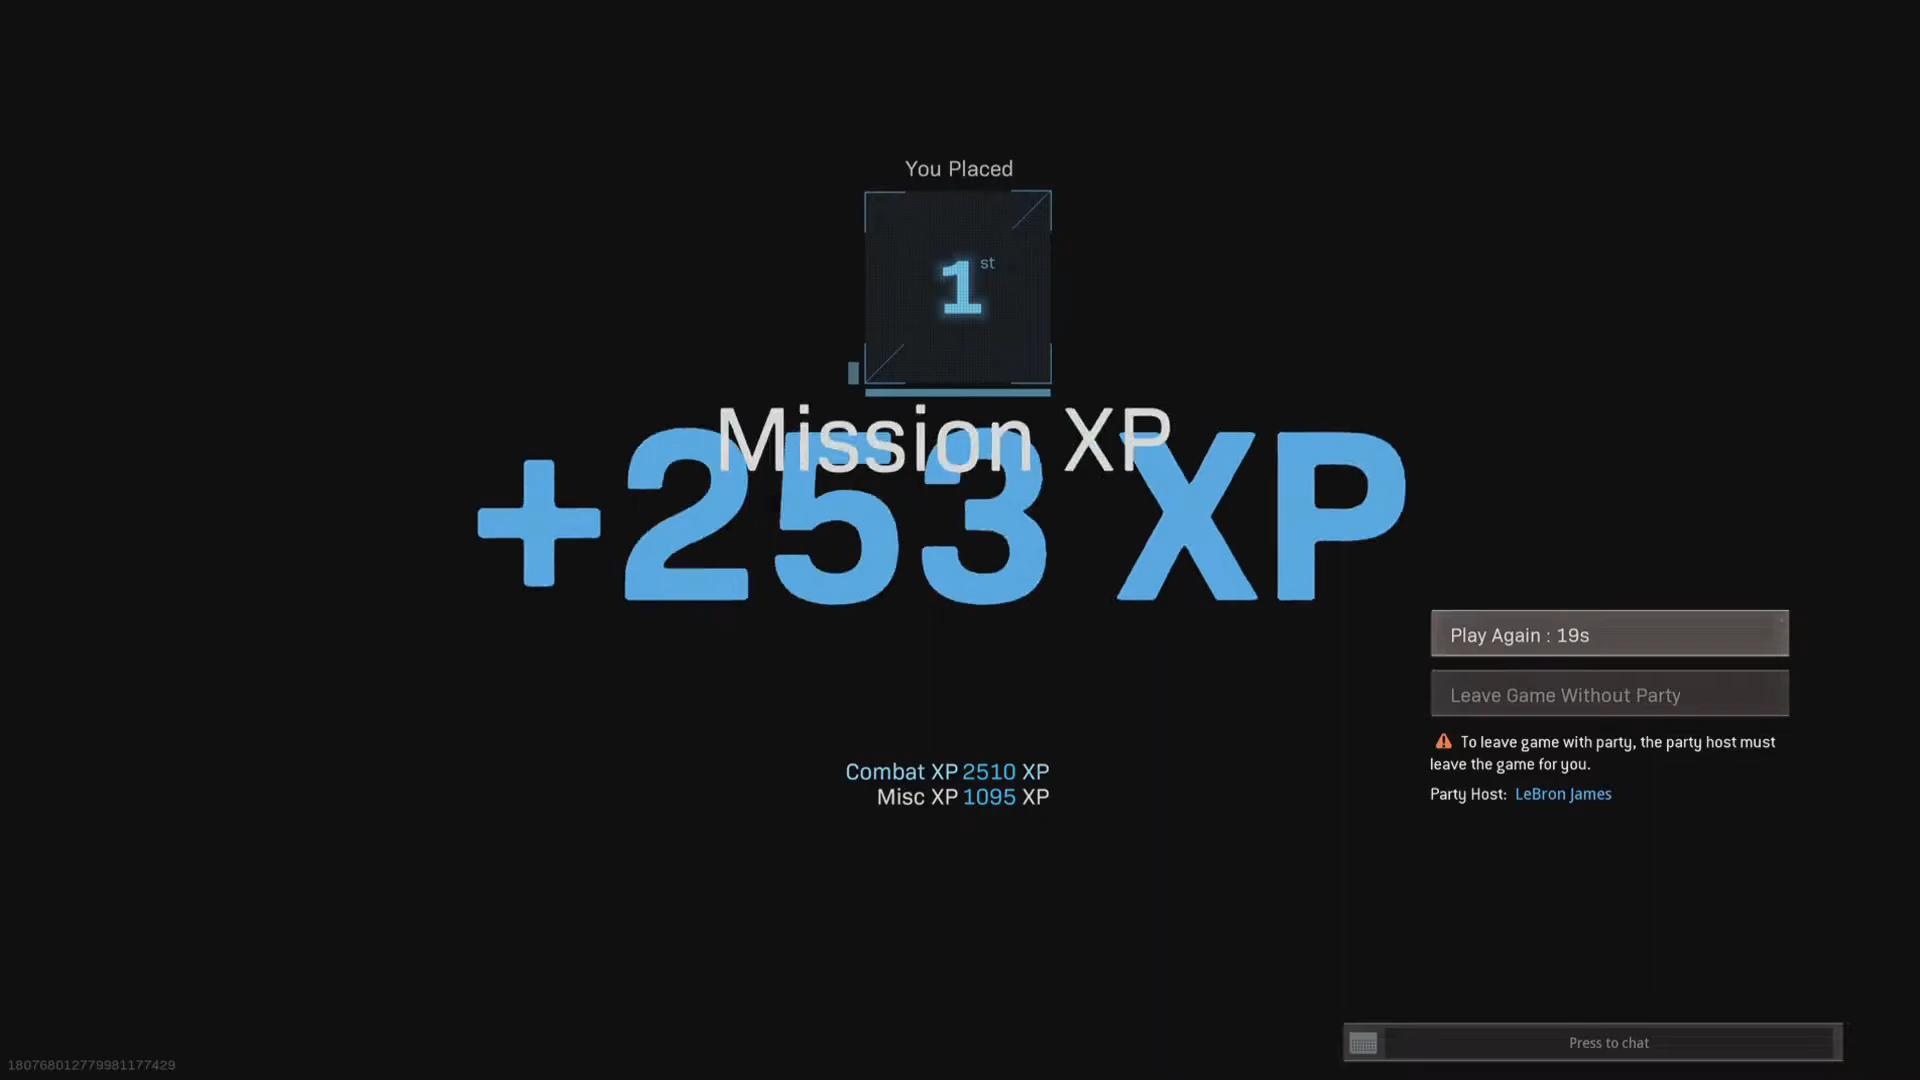 You Placed
1st
Mission XP
+253 XP
Play Again : 19s
Leave Game Without Party
To leave game with party, the party host must
leave the game for you.
Party Host: LeBron James
Combat XP 2510 XP
Misc XP 1095 XP
Press to chat
180768012779981177429